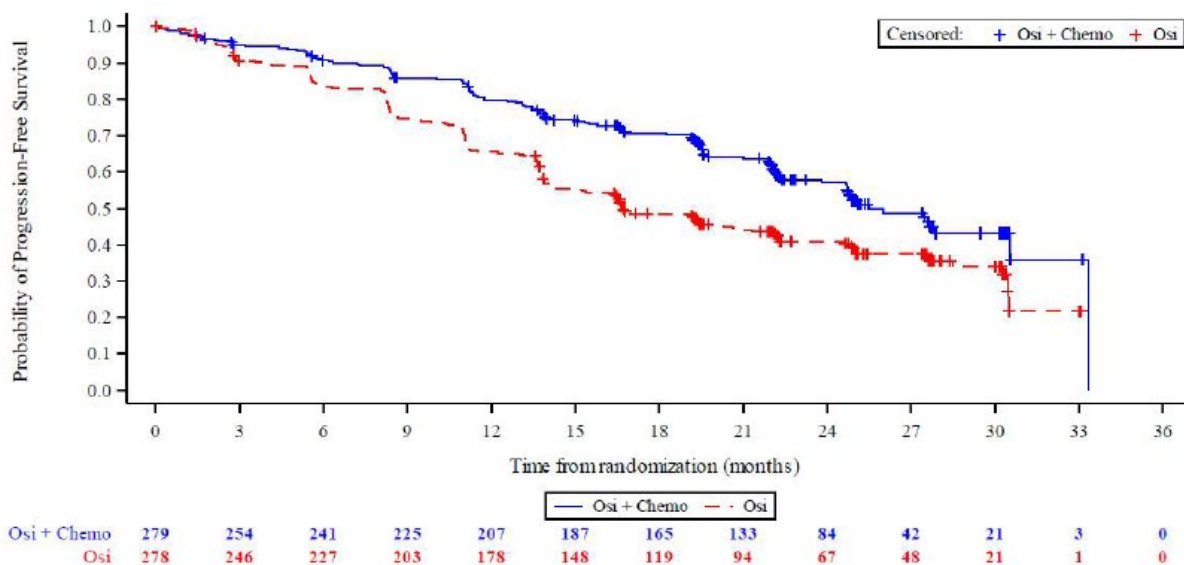 Censored: + Osi + Chemo + Osi
Probability of Progression-Free Survival
1.0
0.9
0.8
0.7
0.6
0.5
0.4
0.3
0.2
0.1
0.0
0 3 6 9 12 15 18 21 24 27 30 33 36
Time from randomization (months)
Osi + Chemo Osi
Osi + Chemo 279 254 241 225 207 187 165 133 84 42 21 3 0
Osi 278 246 227 203 178 148 119 94 67 48 21 1 0